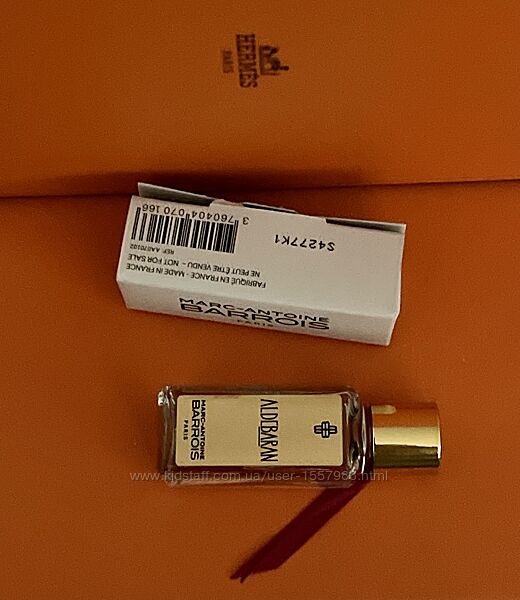 HERMÈS
PARIS
3 760404 070166
S4277K1
REF. AA070102
NE PEUT ÊTRE VENDU - NOT FOR SALE
FABRIQUÉ EN FRANCE - MADE IN FRANCE
MARC-ANTOINE
BARROIS
PARIS
ALDEBARAN
MARC-ANTOINE
BARROIS
PARIS
www.kidstaff.com.ua/user-1557986.html